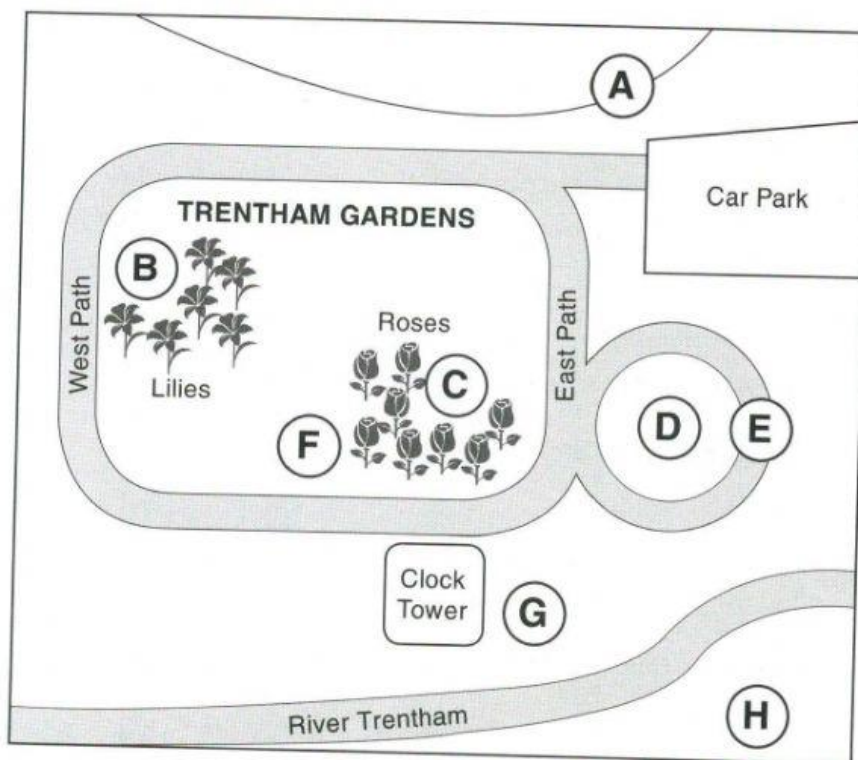 A
Car Park
TRENTHAM GARDENS
B
West Path
Lilies
Roses
C
East Path
D
E
F
Clock
Tower
G
River Trentham
H